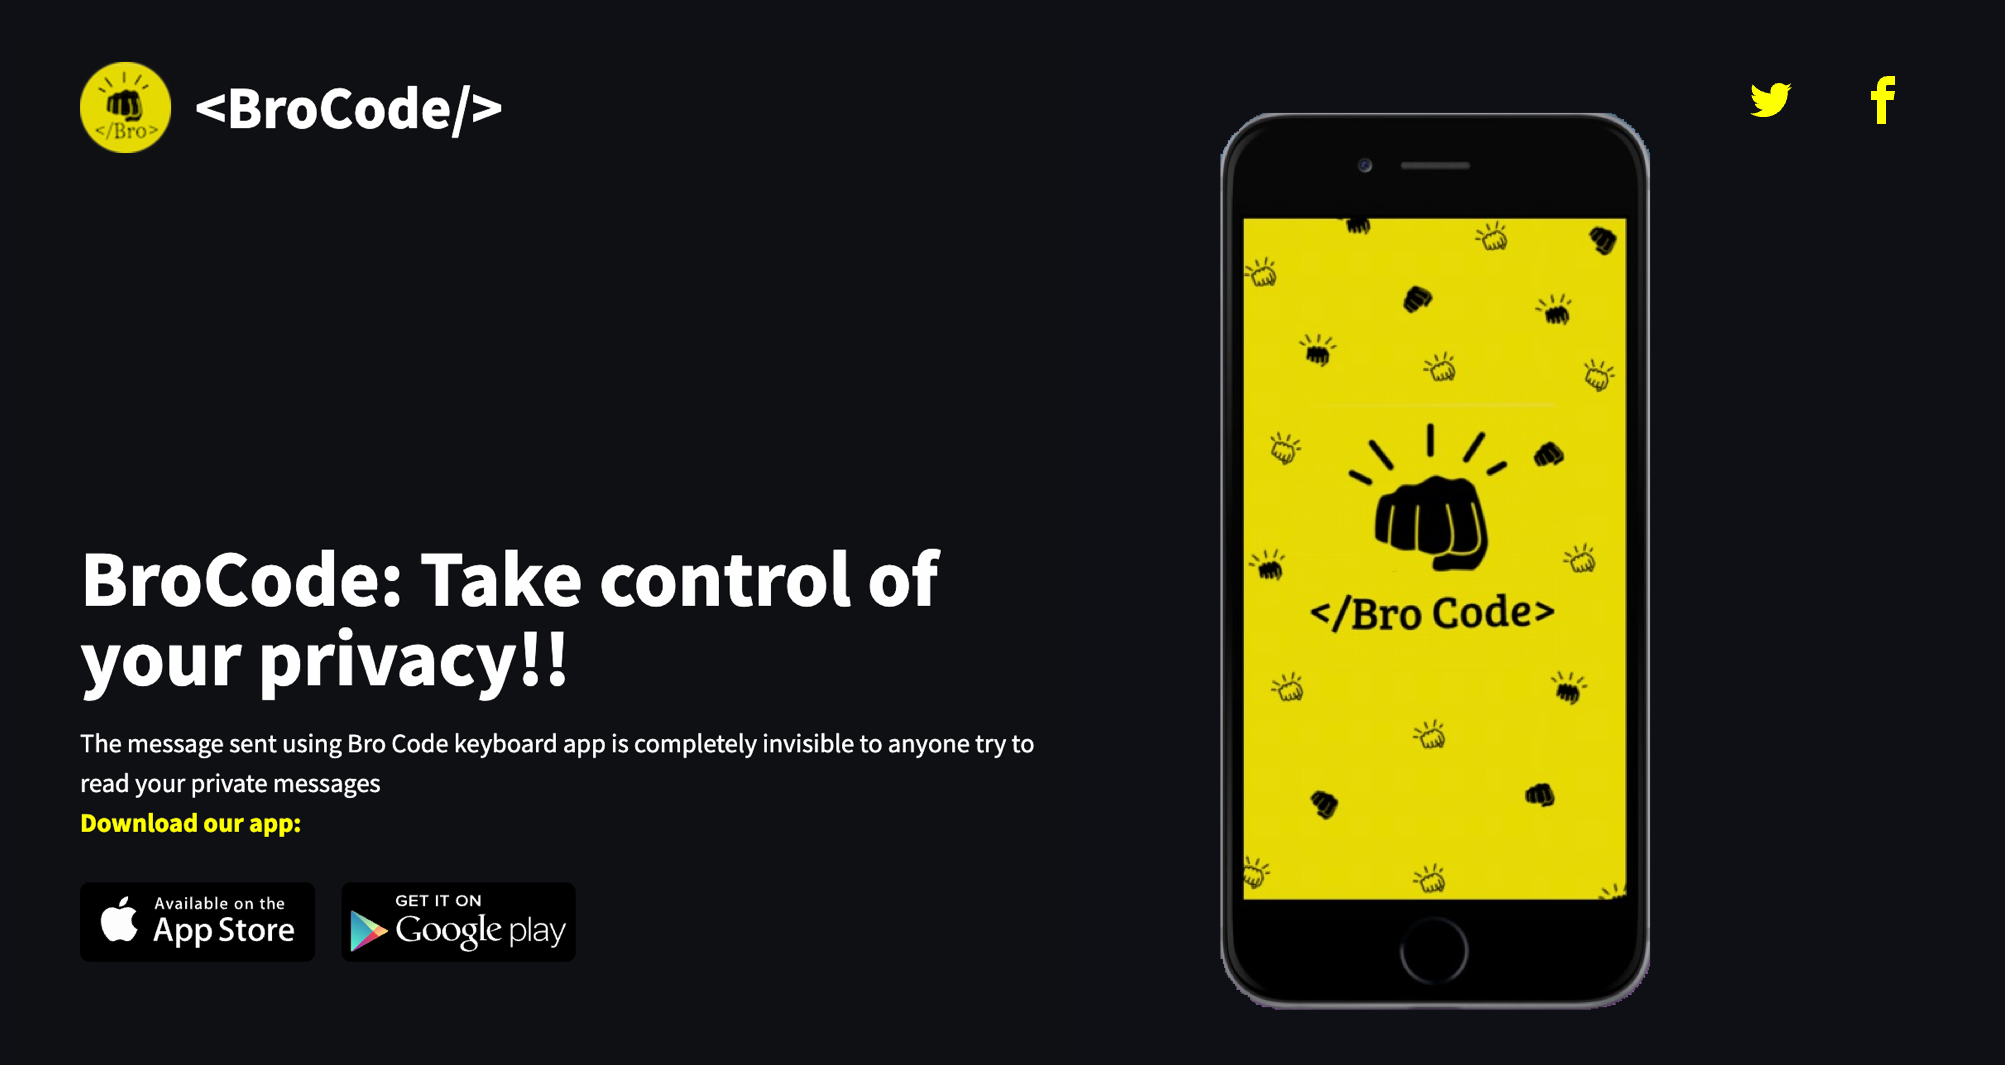 </Bro>
<BroCode/>
BroCode: Take control of
your privacy!!
The message sent using Bro Code keyboard app is completely invisible to anyone try to
read your private messages
Download our app:
Available on the
App Store
GET IT ON
Google play
</Bro Code>